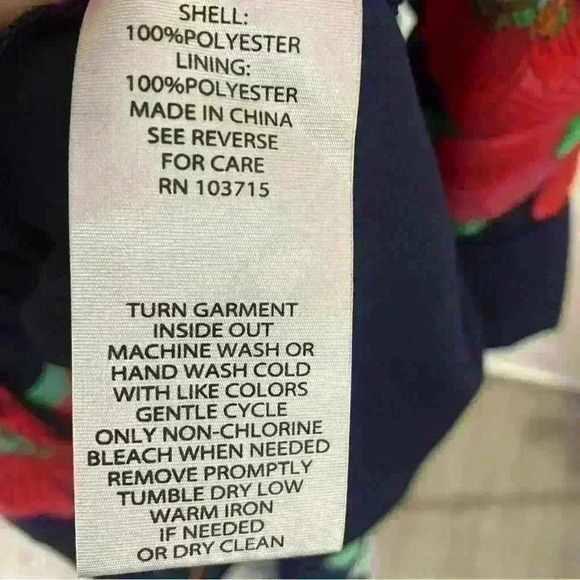 SHELL:
100%POLYESTER
LINING:
100%POLYESTER
MADE IN CHINA
SEE REVERSE
FOR CARE
RN 103715
TURN GARMENT
INSIDE OUT
MACHINE WASH OR
HAND WASH COLD
WITH LIKE COLORS
GENTLE CYCLE
ONLY NON-CHLORINE
BLEACH WHEN NEEDED
REMOVE PROMPTLY
TUMBLE DRY LOW
WARM IRON
IF NEEDED
OR DRY CLEAN